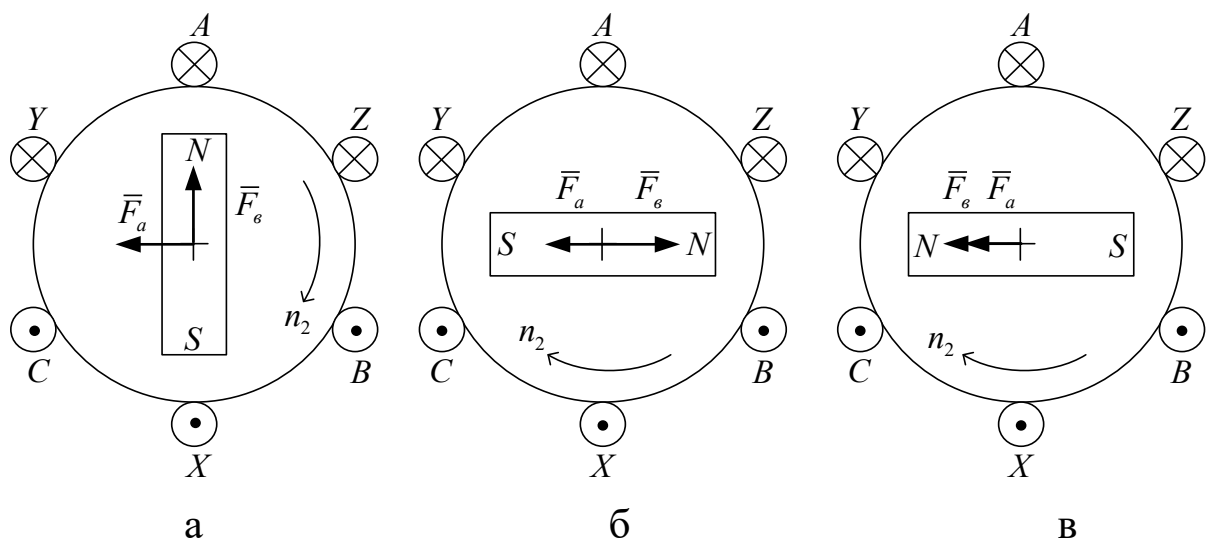 A A A
Y Z Y Z Y Z
N F̅ₐ F̅в F̅ₐ F̅в F̅в F̅ₐ
S N N S
n₂ n₂ n₂
S
C B C B C B
X X X
а б в